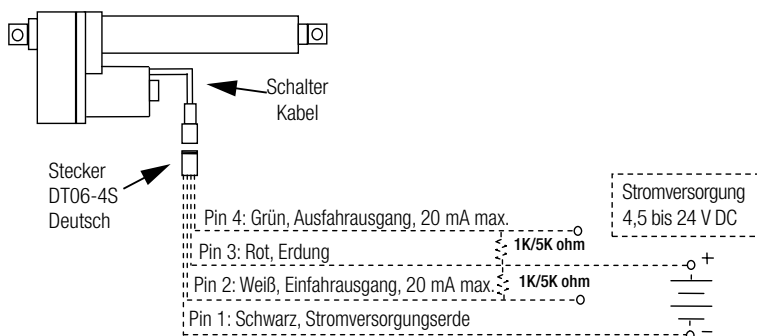 Schalter
Kabel
Stecker
DT06-4S
Deutsch
Stromversorgung
4,5 bis 24 V DC
Pin 4: Grün, Ausfahrausgang, 20 mA max.
1K/5K ohm
Pin 3: Rot, Erdung
+
Pin 2: Weiß, Einfahrausgang, 20 mA max.
1K/5K ohm
Pin 1: Schwarz, Stromversorgungserde
-